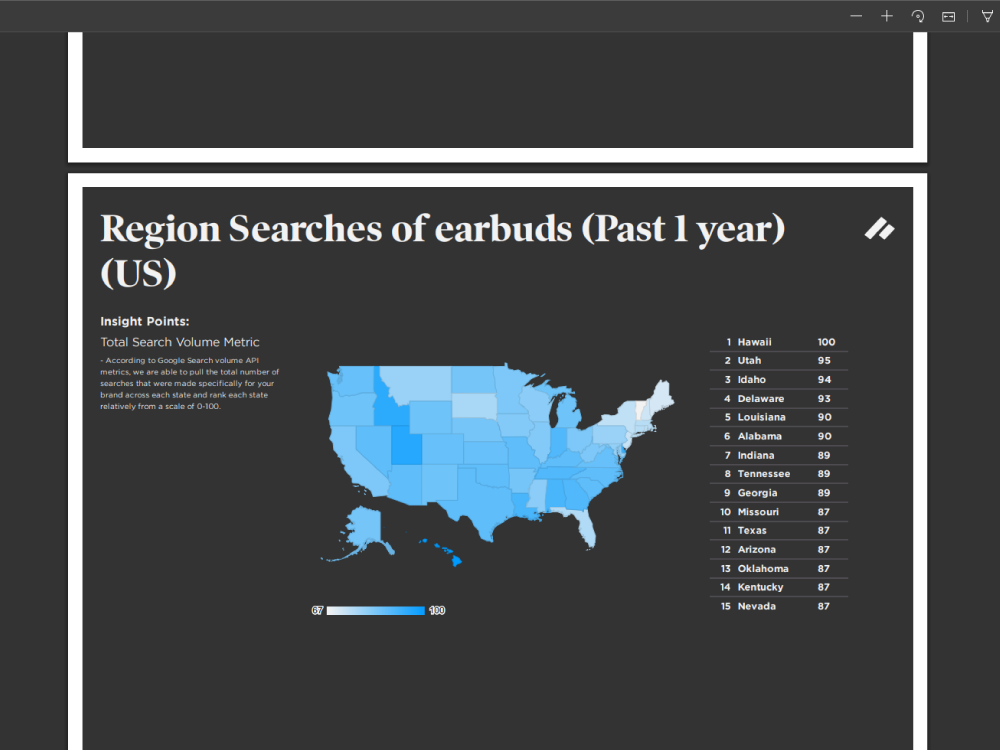 Region Searches of earbuds (Past 1 year)
(US)
Insight Points:
Total Search Volume Metric
- According to Google Search volume API
metrics, we are able to pull the total number of
searches that were made specifically for your
brand across each state and rank each state
relatively from a scale of 0-100.
1 Hawaii 100
2 Utah 95
3 Idaho 94
4 Delaware 93
5 Louisiana 90
6 Alabama 90
7 Indiana 89
8 Tennessee 89
9 Georgia 89
10 Missouri 87
11 Texas 87
12 Arizona 87
13 Oklahoma 87
14 Kentucky 87
15 Nevada 87
67 100